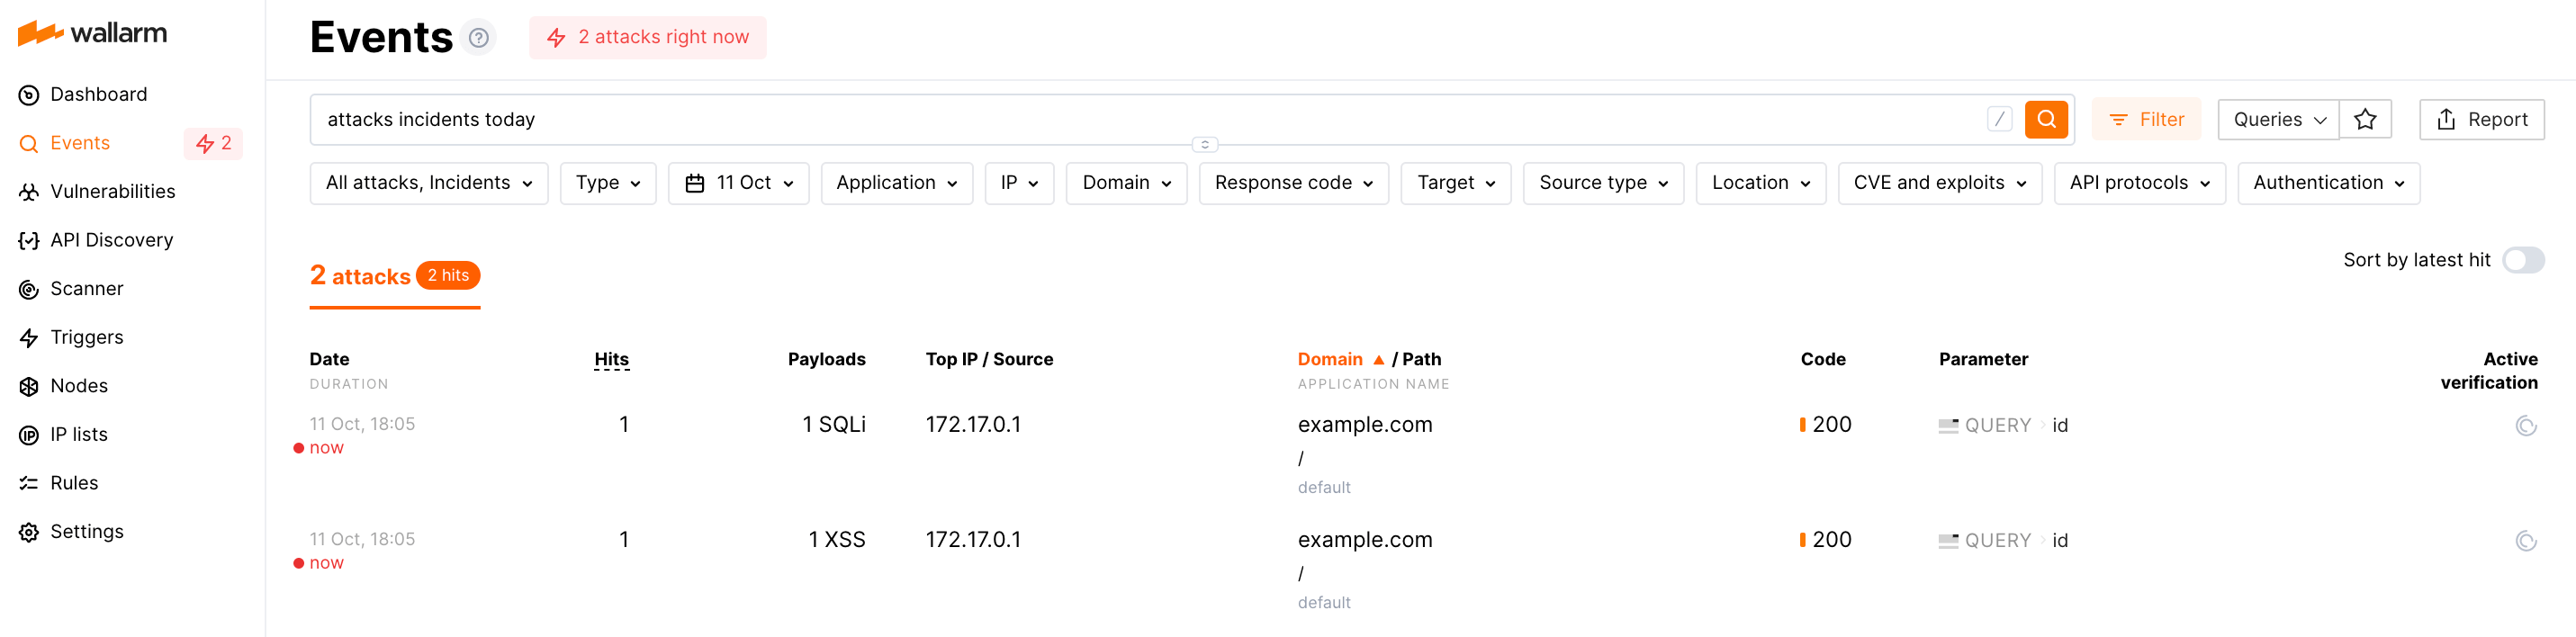 wallarm
Dashboard
Events 2
Vulnerabilities
API Discovery
Scanner
Triggers
Nodes
IP lists
Rules
Settings
Events ? 2 attacks right now
attacks incidents today /
Filter Queries Report
All attacks, Incidents Type 11 Oct Application IP Domain Response code Target Source type Location CVE and exploits API protocols Authentication
2 attacks 2 hits
Sort by latest hit
Date Hits Payloads Top IP / Source Domain / Path Code Parameter Active verification
DURATION APPLICATION NAME
11 Oct, 18:05 1 1 SQLi 172.17.0.1 example.com 200 QUERY id
now
/
default
11 Oct, 18:05 1 1 XSS 172.17.0.1 example.com 200 QUERY id
now
/
default